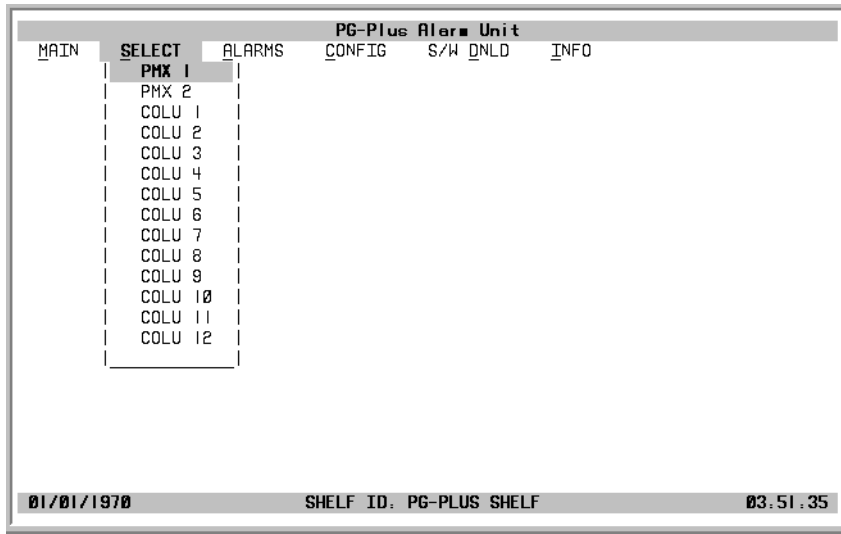 PG-Plus Alarm Unit
MAIN SELECT ALARMS CONFIG S/W DNLD INFO
PMX 1
PMX 2
COLU 1
COLU 2
COLU 3
COLU 4
COLU 5
COLU 6
COLU 7
COLU 8
COLU 9
COLU 10
COLU 11
COLU 12
01/01/1970 SHELF ID: PG-PLUS SHELF 03:51:35